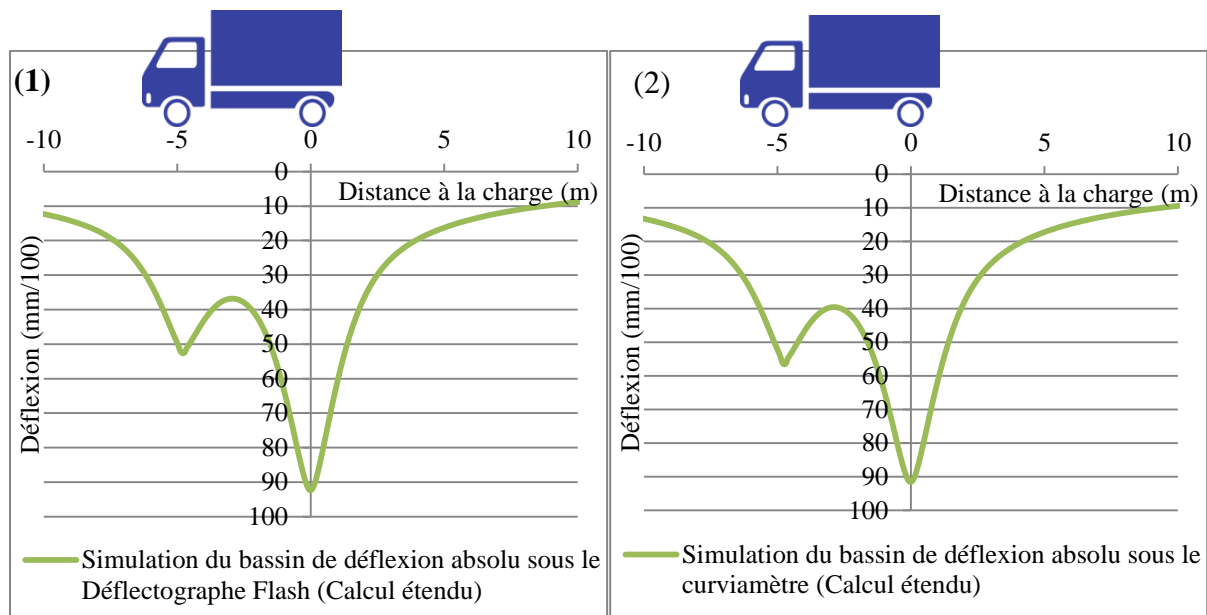 (1)
-10 -5 0 5 10
Distance à la charge (m)
0
10
20
30
40
50
60
70
80
90
100
Déflexion (mm/100)
Simulation du bassin de déflexion absolu sous le
Déflectographe Flash (Calcul étendu)
(2)
-10 -5 0 5 10
Distance à la charge (m)
0
10
20
30
40
50
60
70
80
90
100
Déflexion (mm/100)
Simulation du bassin de déflexion absolu sous le
curviamètre (Calcul étendu)